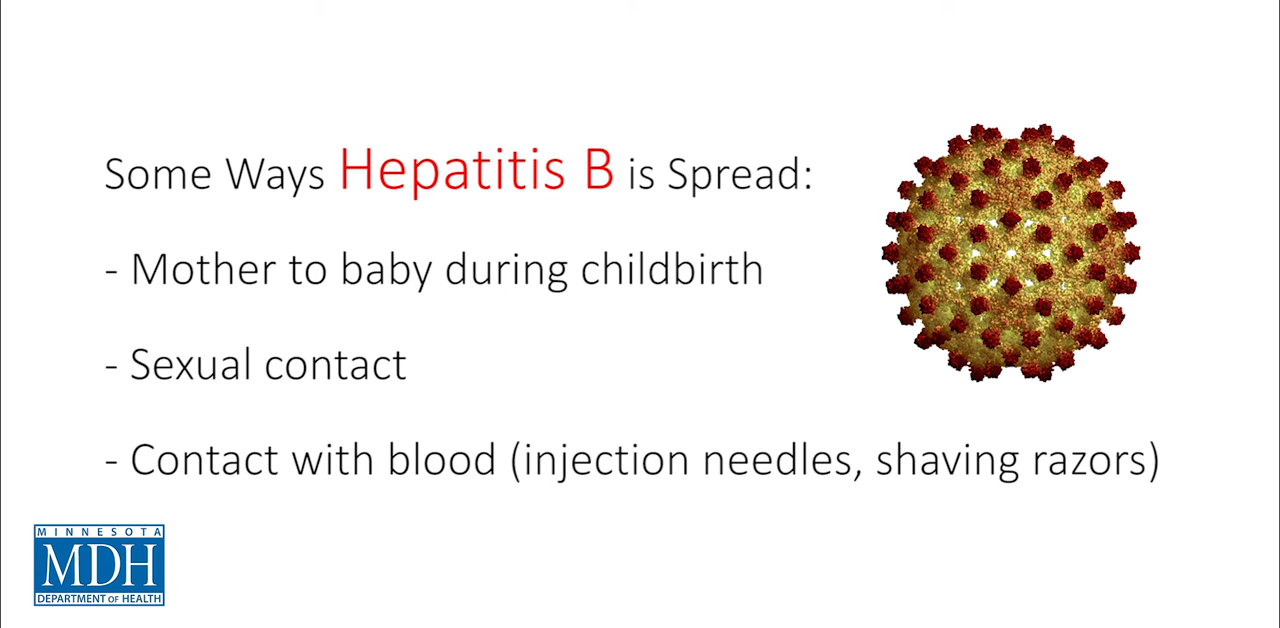 Some Ways Hepatitis B is Spread:
- Mother to baby during childbirth
- Sexual contact
- Contact with blood (injection needles, shaving razors)
MINNESOTA
MDH
DEPARTMENT OF HEALTH